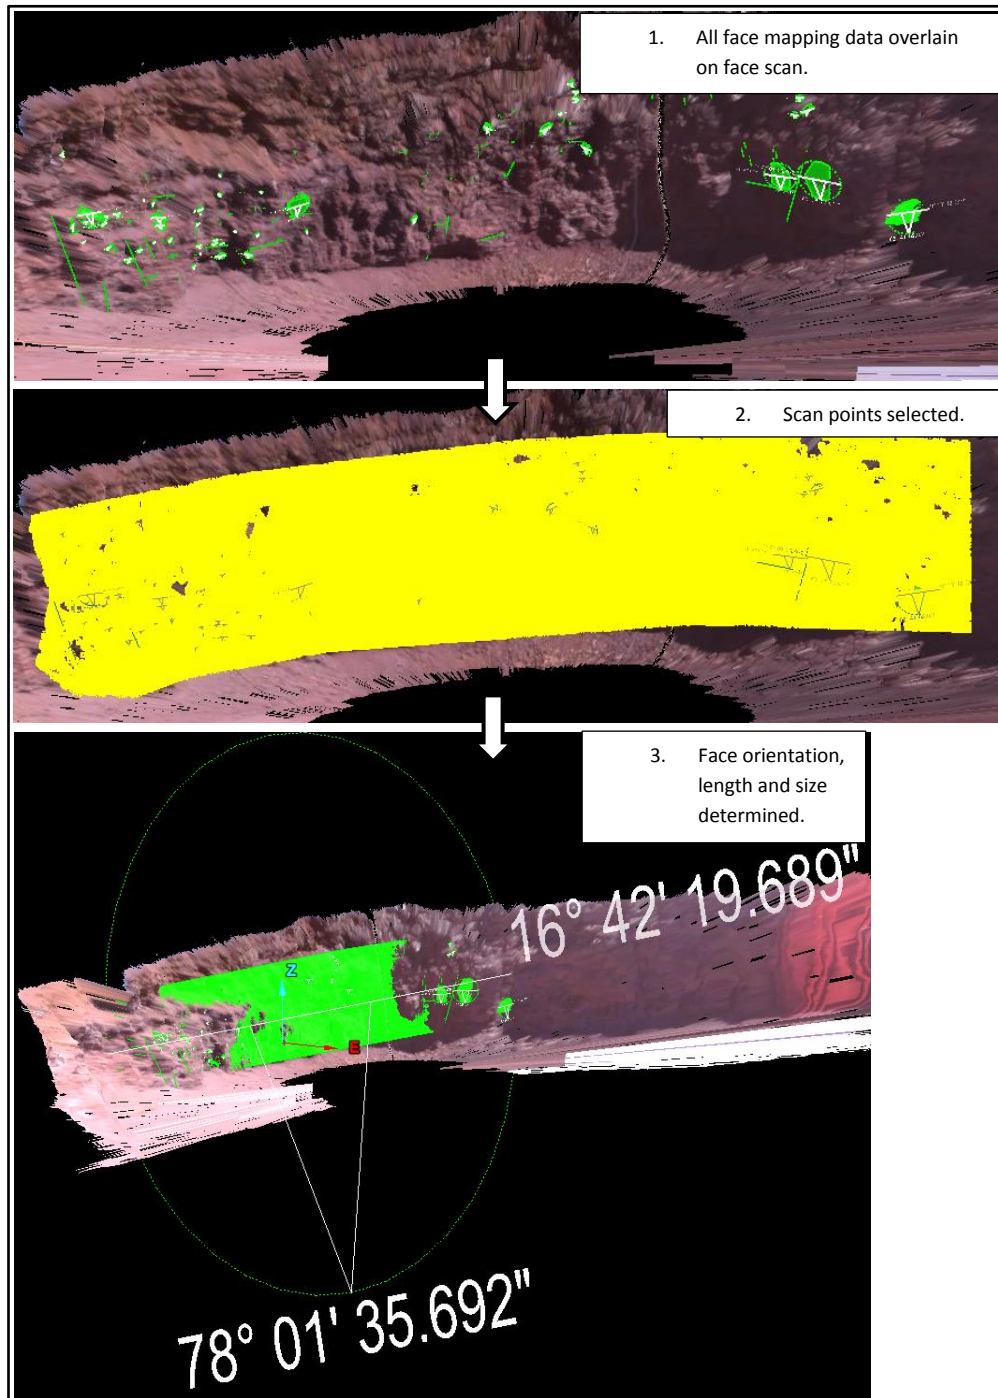 1. All face mapping data overlain
on face scan.
2. Scan points selected.
3. Face orientation,
length and size
determined.
16° 42' 19.689"
Z
E
78° 01' 35.692"